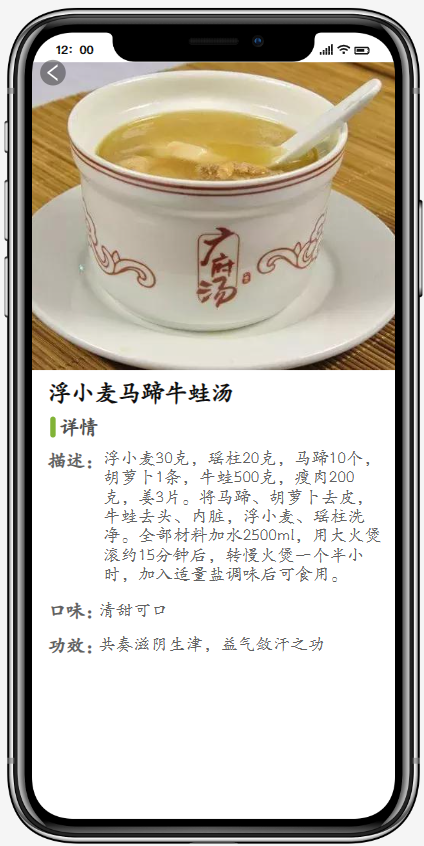 12：00
广
府
汤
浮小麦马蹄牛蛙汤
详情
描述：浮小麦30克，瑶柱20克，马蹄10个，
胡萝卜1条，牛蛙500克，瘦肉200
克，姜3片。将马蹄、胡萝卜去皮，
牛蛙去头、内脏，浮小麦、瑶柱洗
净。全部材料加水2500ml，用大火煲
滚约15分钟后，转慢火煲一个半小
时，加入适量盐调味后可食用。
口味：清甜可口
功效：共奏滋阴生津，益气敛汗之功